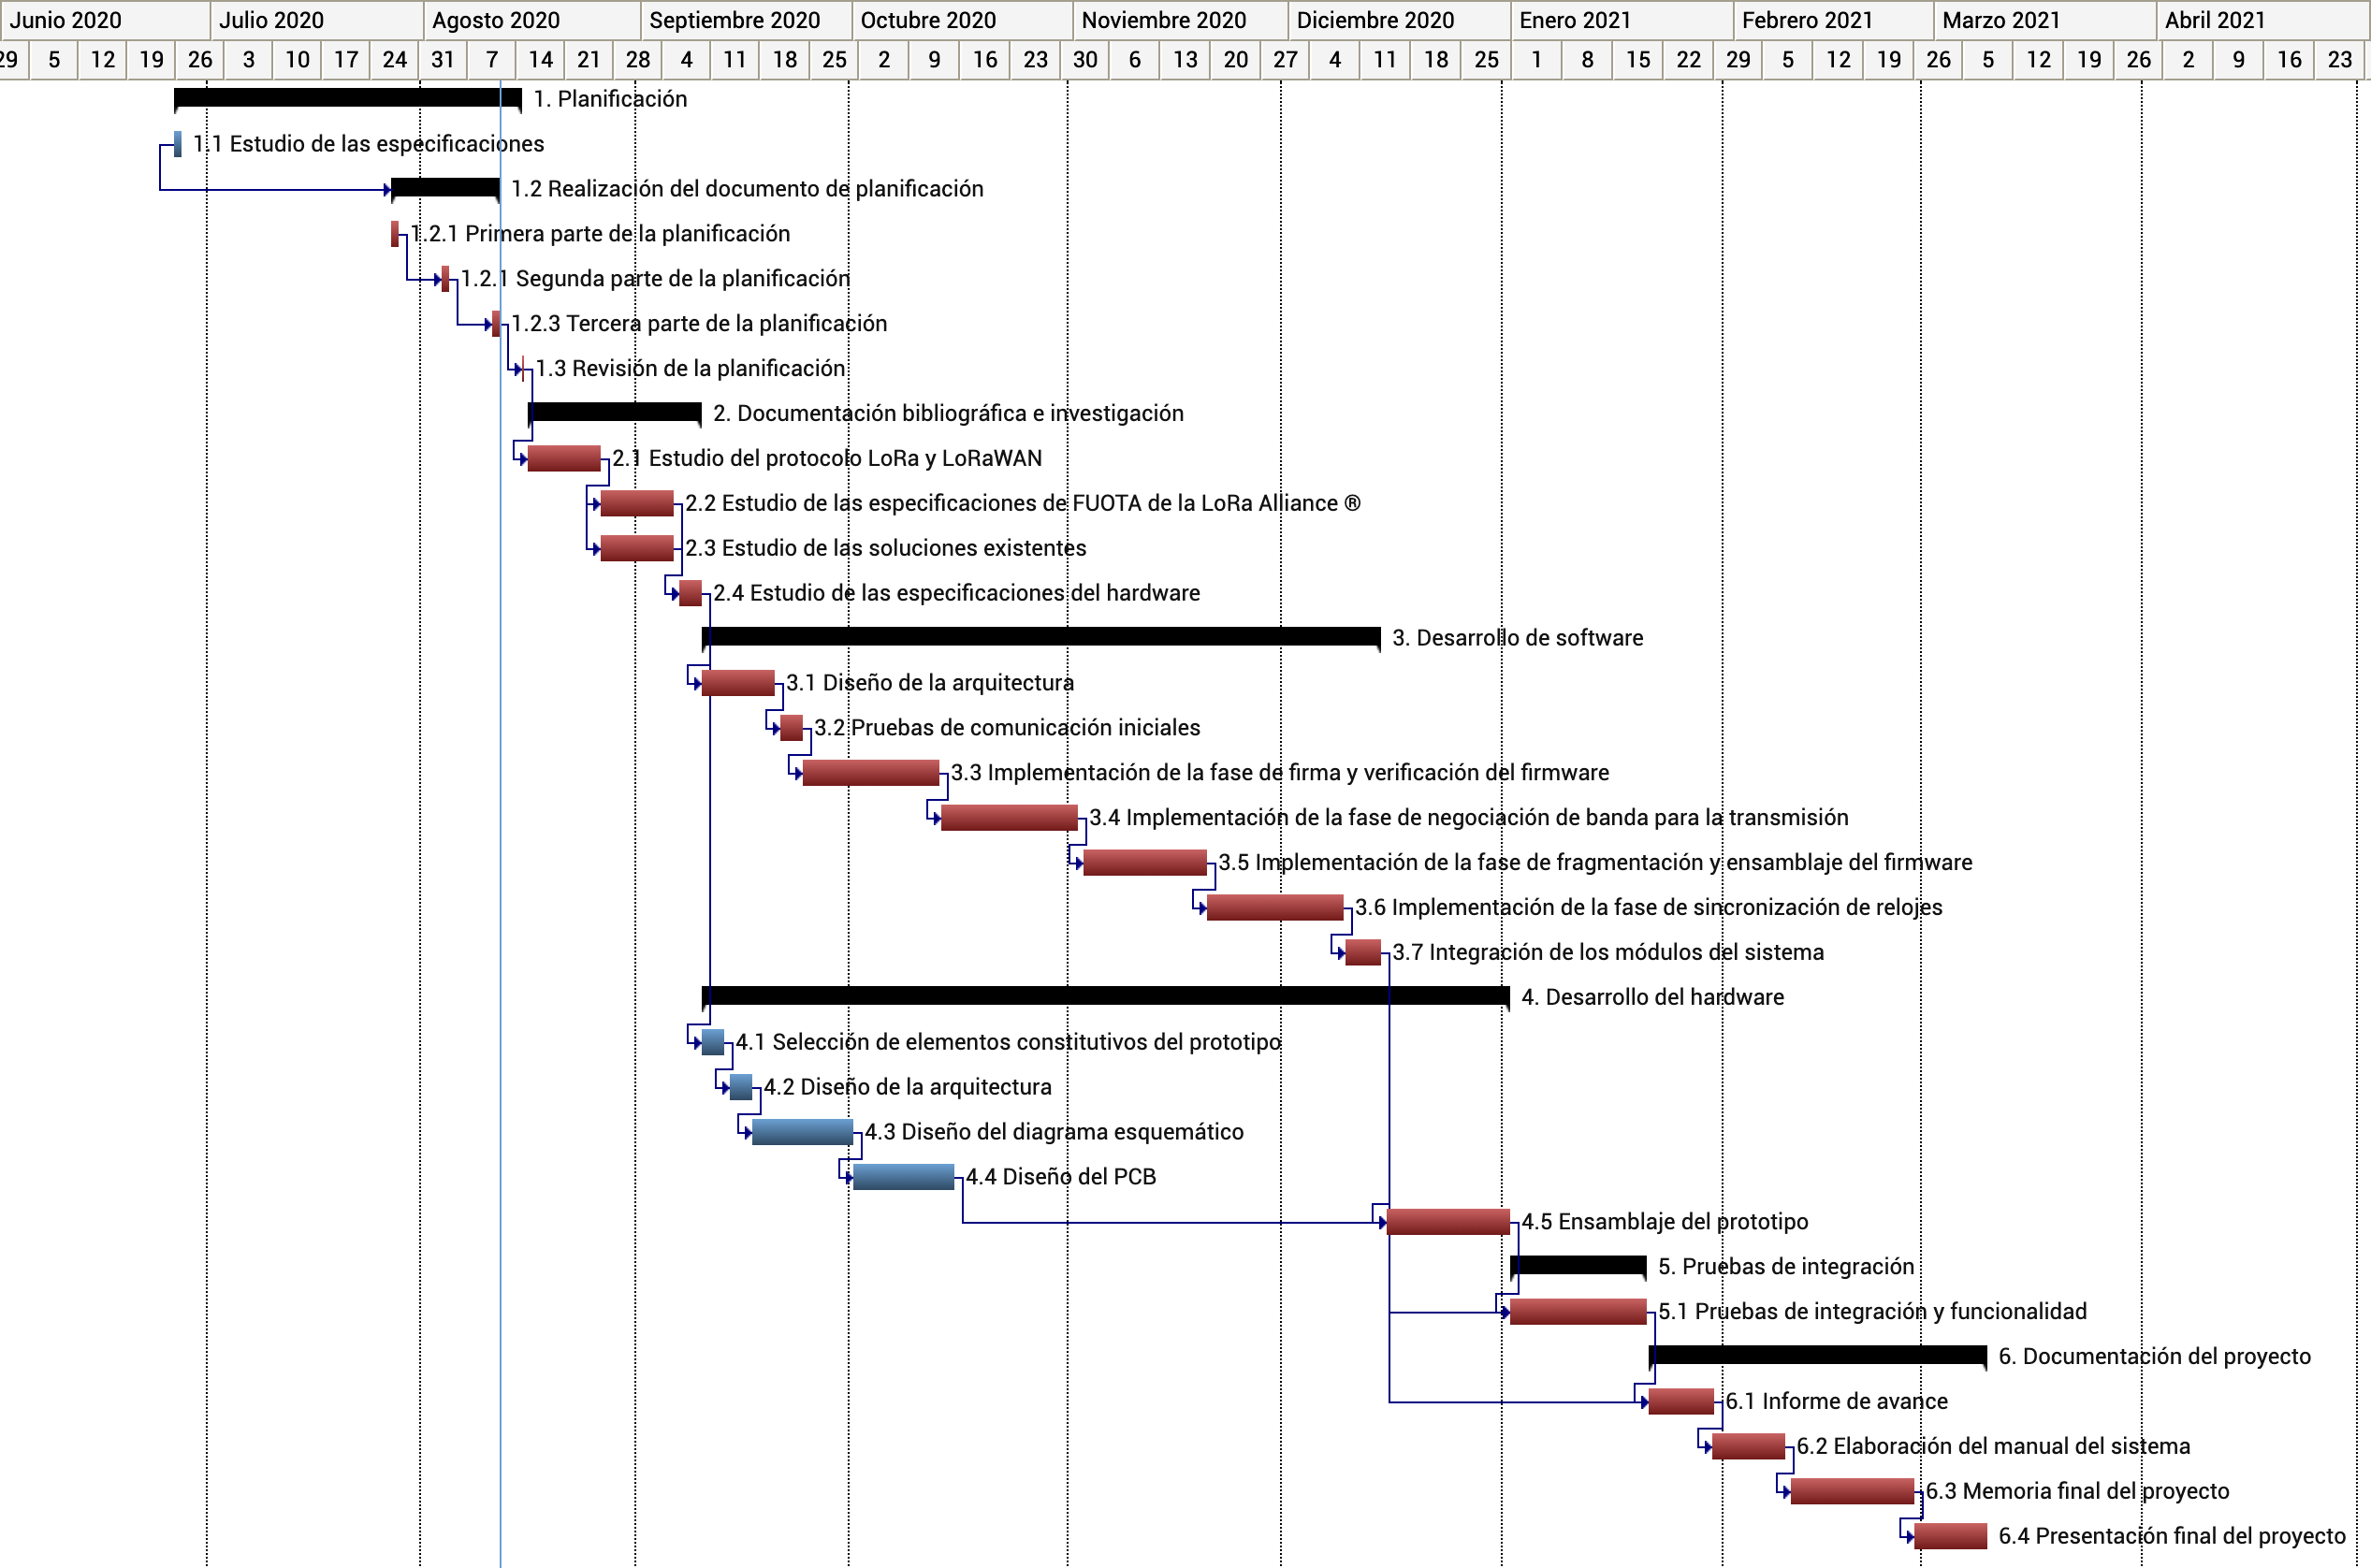 Junio 2020 Julio 2020 Agosto 2020 Septiembre 2020 Octubre 2020 Noviembre 2020 Diciembre 2020 Enero 2021 Febrero 2021 Marzo 2021 Abril 2021
29 5 12 19 26 3 10 17 24 31 7 14 21 28 4 11 18 25 2 9 16 23 30 6 13 20 27 4 11 18 25 1 8 15 22 29 5 12 19 26 5 12 19 26 2 9 16 23
1. Planificación
1.1 Estudio de las especificaciones
1.2 Realización del documento de planificación
1.2.1 Primera parte de la planificación
1.2.1 Segunda parte de la planificación
1.2.3 Tercera parte de la planificación
1.3 Revisión de la planificación
2. Documentación bibliográfica e investigación
2.1 Estudio del protocolo LoRa y LoRaWAN
2.2 Estudio de las especificaciones de FUOTA de la LoRa Alliance ®
2.3 Estudio de las soluciones existentes
2.4 Estudio de las especificaciones del hardware
3. Desarrollo de software
3.1 Diseño de la arquitectura
3.2 Pruebas de comunicación iniciales
3.3 Implementación de la fase de firma y verificación del firmware
3.4 Implementación de la fase de negociación de banda para la transmisión
3.5 Implementación de la fase de fragmentación y ensamblaje del firmware
3.6 Implementación de la fase de sincronización de relojes
3.7 Integración de los módulos del sistema
4. Desarrollo del hardware
4.1 Selección de elementos constitutivos del prototipo
4.2 Diseño de la arquitectura
4.3 Diseño del diagrama esquemático
4.4 Diseño del PCB
4.5 Ensamblaje del prototipo
5. Pruebas de integración
5.1 Pruebas de integración y funcionalidad
6. Documentación del proyecto
6.1 Informe de avance
6.2 Elaboración del manual del sistema
6.3 Memoria final del proyecto
6.4 Presentación final del proyecto